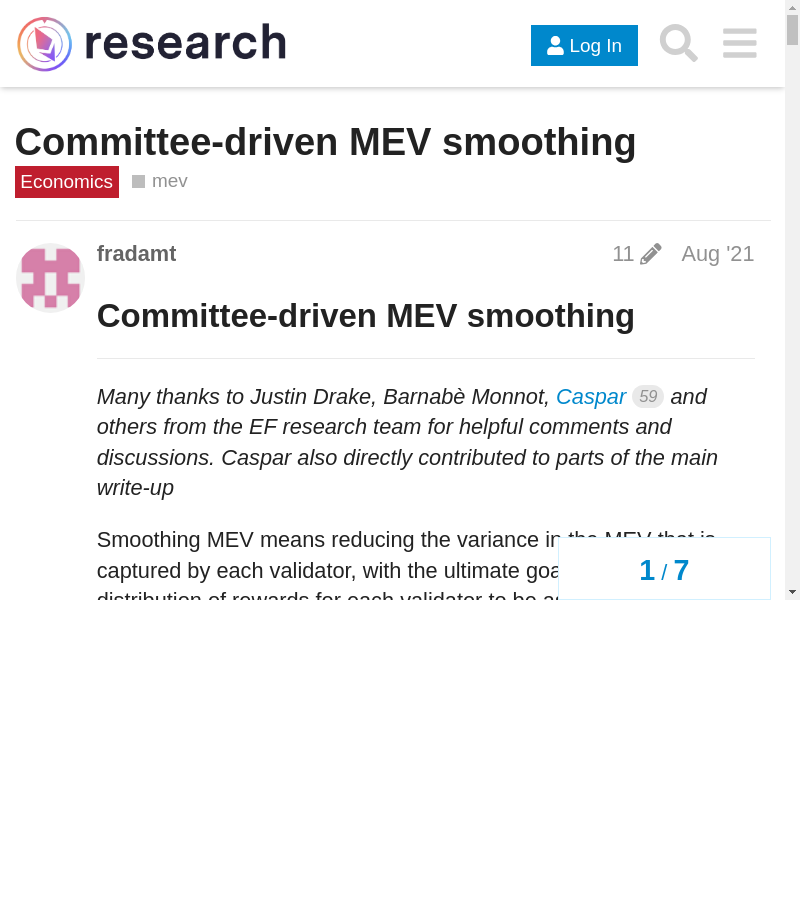 research
Log In
Committee-driven MEV smoothing
Economics mev
fradamt 11 Aug '21
Committee-driven MEV smoothing
Many thanks to Justin Drake, Barnabè Monnot, Caspar 59 and
others from the EF research team for helpful comments and
discussions. Caspar also directly contributed to parts of the main
write-up
Smoothing MEV means reducing the variance in the MEV that is
captured by each validator, with the ultimate
distribution of rewards for each validator to be
1 / 7